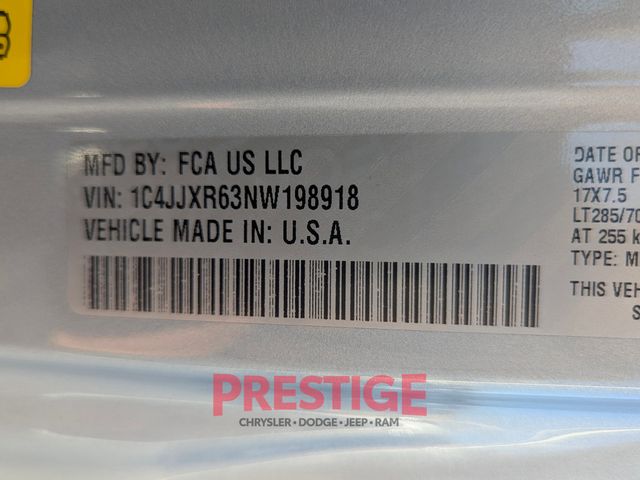 MFD BY: FCA US LLC
VIN: 1C4JJXR63NW198918
VEHICLE MADE IN: U.S.A.
DATE OF
GAWR F
17X7.5
LT285/70
AT 255 k
TYPE: M
THIS VEH
S
PRESTIGE
CHRYSLER • DODGE • JEEP • RAM